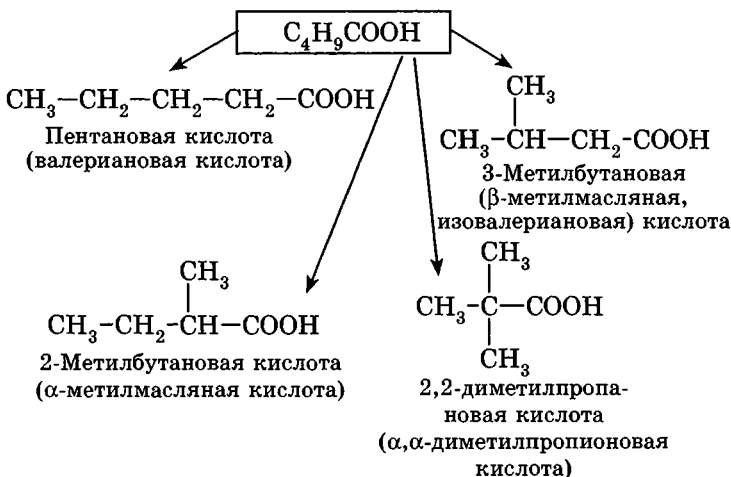 C₄H₉COOH
CH₃–CH₂–CH₂–CH₂–COOH
Пентановая кислота
(валериановая кислота)
CH₃
CH₃–CH–CH₂-COOH
3-Метилбутановая
(β-метилмасляная,
изовалериановая) кислота
CH₃
CH₃–CH₂–CH–COOH
2-Метилбутановая кислота
(α-метилмасляная кислота)
CH₃
CH₃–C–COOH
CH₃
2,2-диметилпропа-
новая кислота
(α,α-диметилпропионовая
кислота)